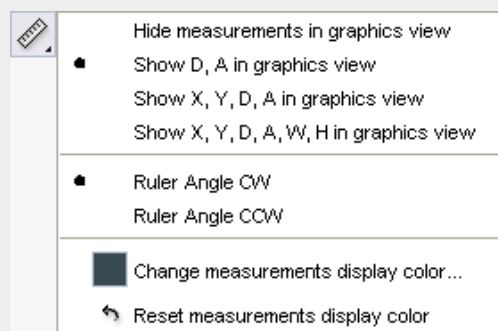 Hide measurements in graphics view
Show D, A in graphics view
Show X, Y, D, A in graphics view
Show X, Y, D, A, W, H in graphics view
Ruler Angle CW
Ruler Angle CCW
Change measurements display color...
Reset measurements display color